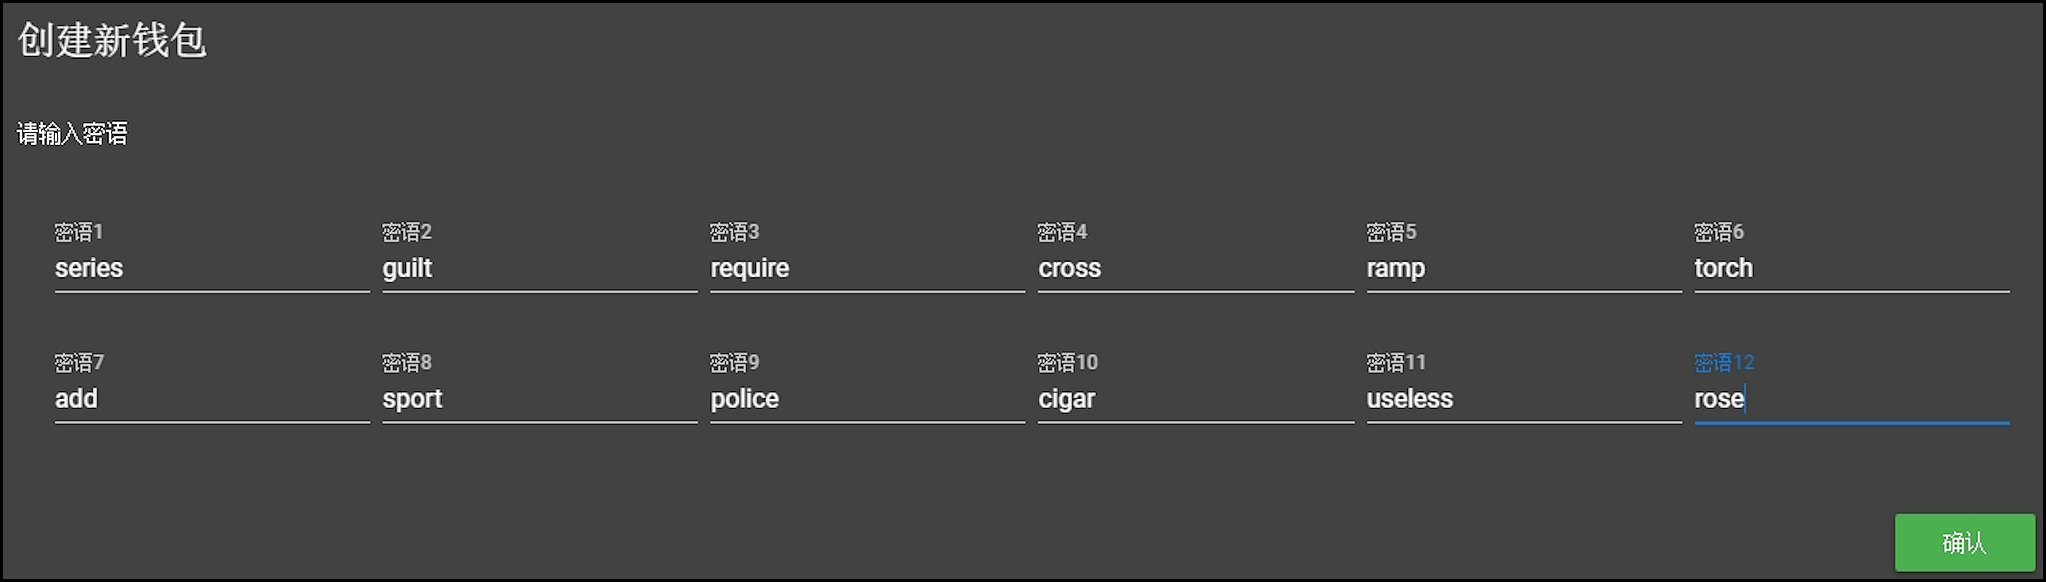 创建新钱包
请输入密语
密语1 密语2 密语3 密语4 密语5 密语6
series guilt require cross ramp torch
密语7 密语8 密语9 密语10 密语11 密语12
add sport police cigar useless rose
确认